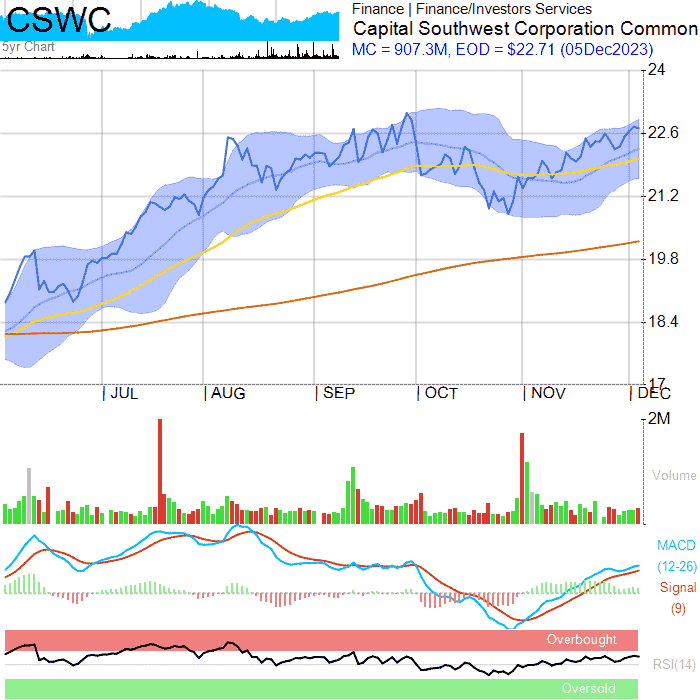 CSWC
5yr Chart
Finance | Finance/Investors Services
Capital Southwest Corporation Common
MC = 907.3M, EOD = $22.71 (05Dec2023)
24
22.6
21.2
19.8
18.4
17
JUL
AUG
SEP
OCT
NOV
DEC
2M
Volume
MACD
(12-26)
Signal
(9)
Overbought
RSI(14)
Oversold